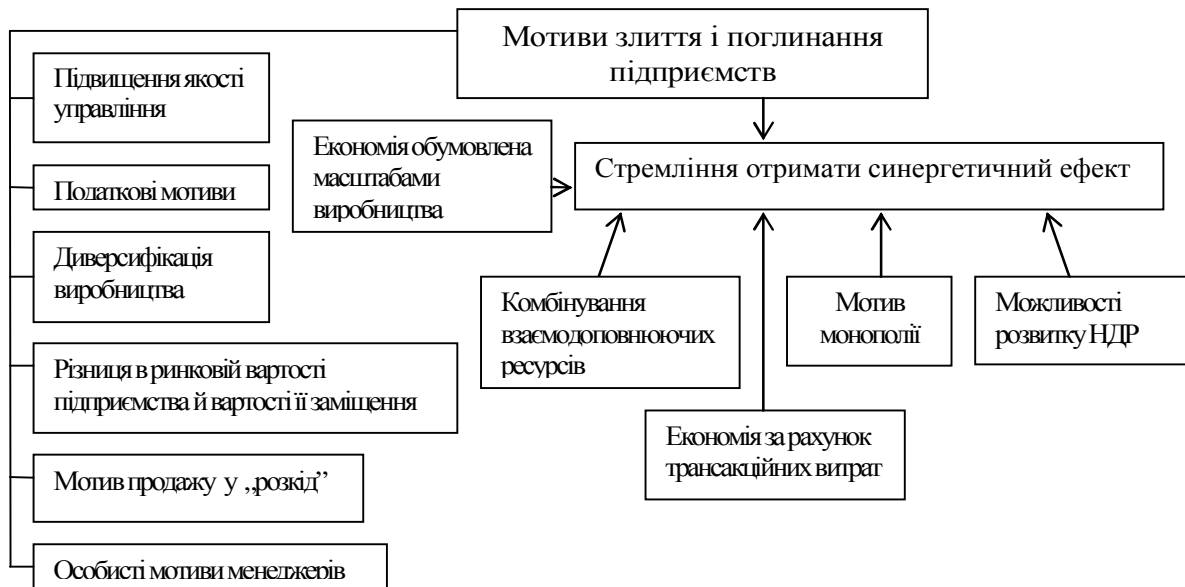 Мотиви злиття і поглинання
підприємств
Підвищення якості
управління
Податкові мотиви
Диверсифікація
виробництва
Різниця в ринковій вартості
підприємства й вартості її заміщення
Мотив продажу у „розкід”
Особисті мотиви менеджерів
Економія обумовлена
масштабами
виробництва
Стремління отримати синергетичний ефект
Комбінування
взаємодоповнюючих
ресурсів
Економія за рахунок
трансакційних витрат
Мотив
монополії
Можливості
розвитку НДР